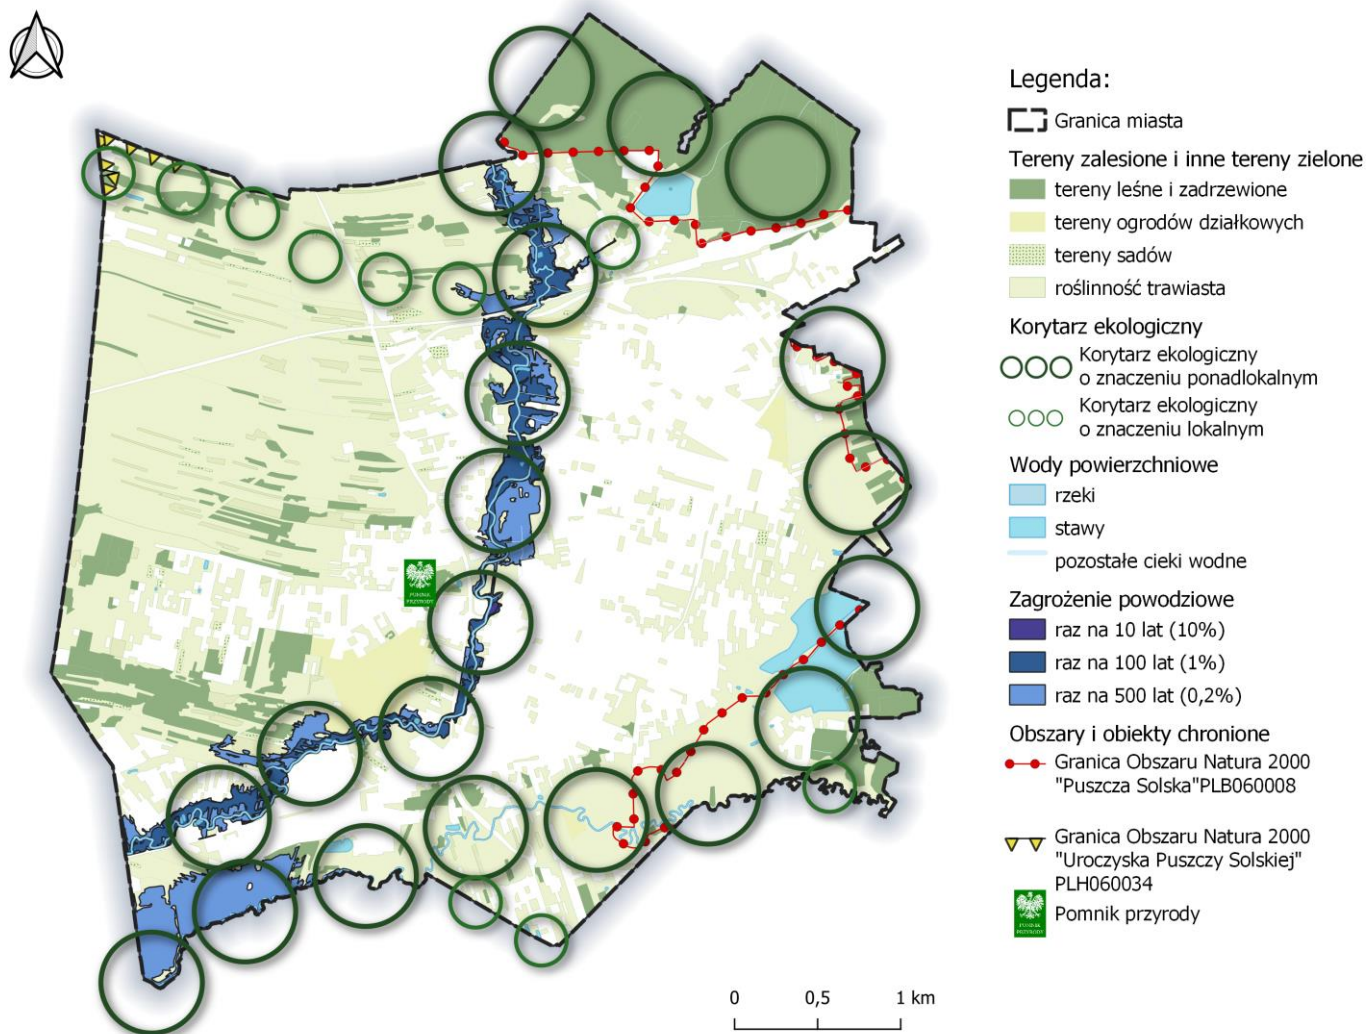 Legenda:
Granica miasta
Tereny zalesione i inne tereny zielone
tereny leśne i zadrzewione
tereny ogrodów działkowych
tereny sadów
roślinność trawiasta
Korytarz ekologiczny
Korytarz ekologiczny
o znaczeniu ponadlokalnym
Korytarz ekologiczny
o znaczeniu lokalnym
Wody powierzchniowe
rzeki
stawy
pozostałe cieki wodne
Zagrożenie powodziowe
raz na 10 lat (10%)
raz na 100 lat (1%)
raz na 500 lat (0,2%)
Obszary i obiekty chronione
Granica Obszaru Natura 2000
"Puszcza Solska"PLB060008
Granica Obszaru Natura 2000
"Uroczyska Puszczy Solskiej"
PLH060034
Pomnik przyrody
POMNIK
PRZYRODY
POMNIK
PRZYRODY
0 0,5 1 km